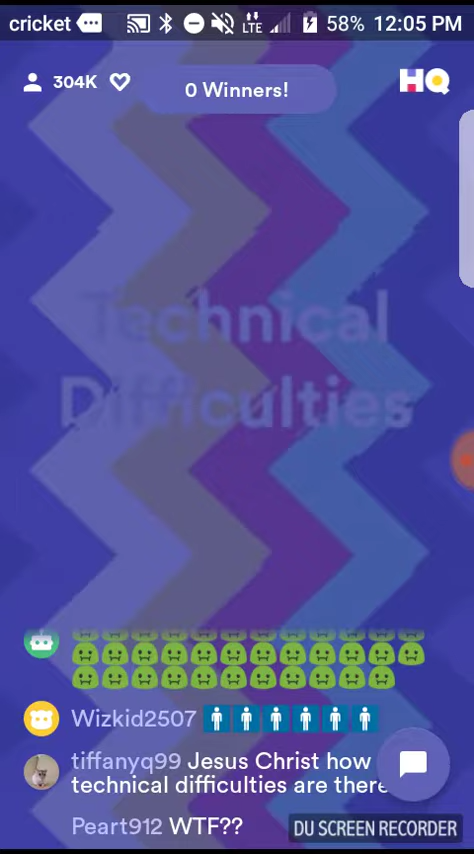 cricket LTE 58% 12:05 PM
304K 0 Winners! HQ
Technical
Difficulties
Wizkid2507
tiffanyq99 Jesus Christ how
technical difficulties are there
Peart912 WTF??
DU SCREEN RECORDER